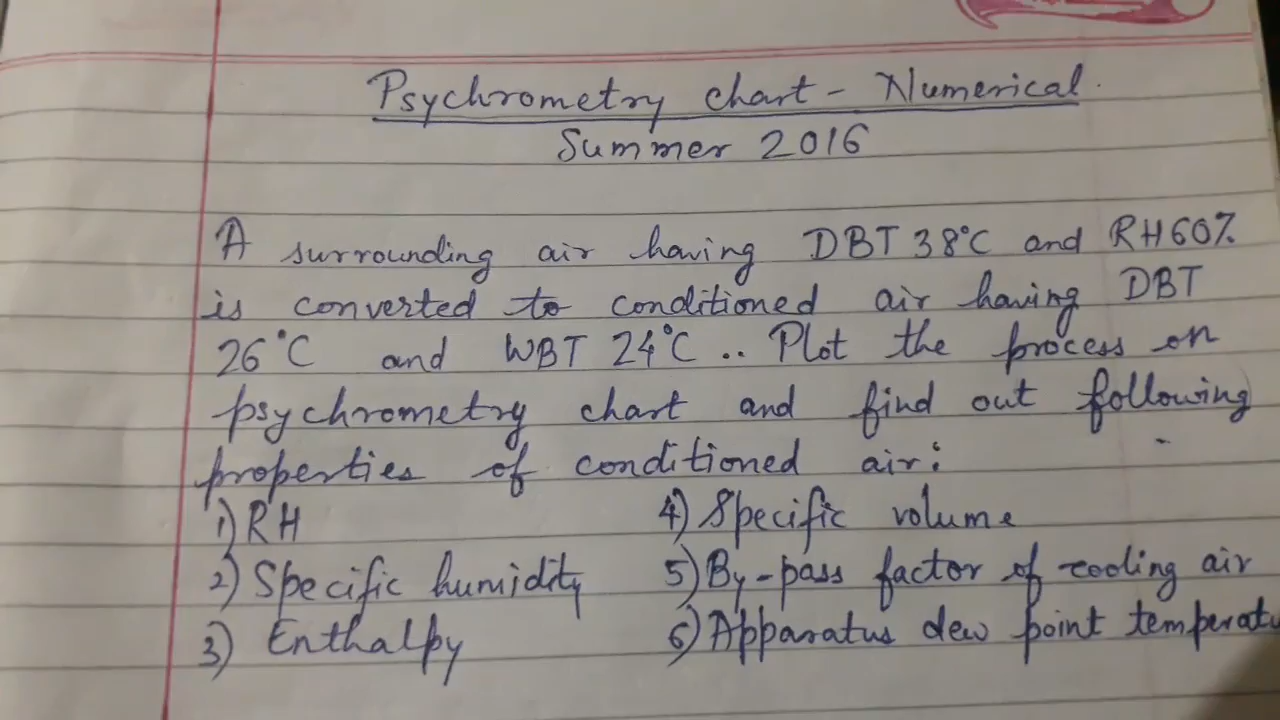 Psychrometry chart - Numerical.
Summer 2016
A surrounding air having DBT 38°C and RH 60%
is converted to conditioned air having DBT
26°C and WBT 24°C .. Plot the process on
psychrometry chart and find out following
properties of conditioned air:
1) RH
2) Specific humidity
3) Enthalpy
4) Specific volume
5) By-pass factor of cooling air
6) Apparatus dew point temperatu